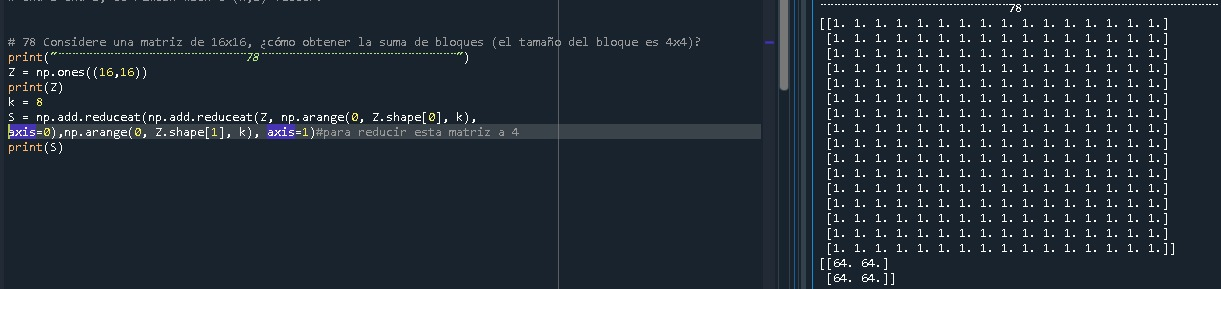 # 78 Considere una matriz de 16x16, ¿cómo obtener la suma de bloques (el tamaño del bloque es 4x4)?
print("---------------------------------------78---------------------------------------")
Z = np.ones((16,16))
print(Z)
k = 8
S = np.add.reduceat(np.add.reduceat(Z, np.arange(0, Z.shape[0], k),
axis=0),np.arange(0, Z.shape[1], k), axis=1)#para reducir esta matriz a 4
print(S)
---------------------------------------78---------------------------------------
[[1. 1. 1. 1. 1. 1. 1. 1. 1. 1. 1. 1. 1. 1. 1. 1.]
[1. 1. 1. 1. 1. 1. 1. 1. 1. 1. 1. 1. 1. 1. 1. 1.]
[1. 1. 1. 1. 1. 1. 1. 1. 1. 1. 1. 1. 1. 1. 1. 1.]
[1. 1. 1. 1. 1. 1. 1. 1. 1. 1. 1. 1. 1. 1. 1. 1.]
[1. 1. 1. 1. 1. 1. 1. 1. 1. 1. 1. 1. 1. 1. 1. 1.]
[1. 1. 1. 1. 1. 1. 1. 1. 1. 1. 1. 1. 1. 1. 1. 1.]
[1. 1. 1. 1. 1. 1. 1. 1. 1. 1. 1. 1. 1. 1. 1. 1.]
[1. 1. 1. 1. 1. 1. 1. 1. 1. 1. 1. 1. 1. 1. 1. 1.]
[1. 1. 1. 1. 1. 1. 1. 1. 1. 1. 1. 1. 1. 1. 1. 1.]
[1. 1. 1. 1. 1. 1. 1. 1. 1. 1. 1. 1. 1. 1. 1. 1.]
[1. 1. 1. 1. 1. 1. 1. 1. 1. 1. 1. 1. 1. 1. 1. 1.]
[1. 1. 1. 1. 1. 1. 1. 1. 1. 1. 1. 1. 1. 1. 1. 1.]
[1. 1. 1. 1. 1. 1. 1. 1. 1. 1. 1. 1. 1. 1. 1. 1.]
[1. 1. 1. 1. 1. 1. 1. 1. 1. 1. 1. 1. 1. 1. 1. 1.]
[1. 1. 1. 1. 1. 1. 1. 1. 1. 1. 1. 1. 1. 1. 1. 1.]
[1. 1. 1. 1. 1. 1. 1. 1. 1. 1. 1. 1. 1. 1. 1. 1.]]
[[64. 64.]
[64. 64.]]